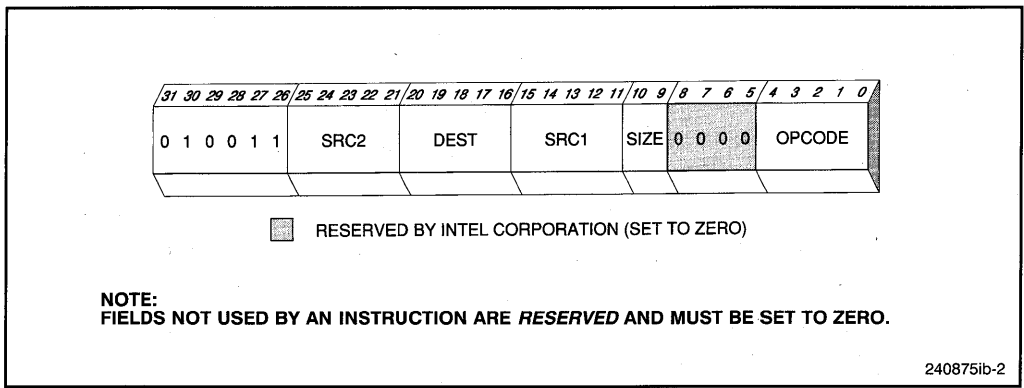 31 30 29 28 27 26 25 24 23 22 21 20 19 18 17 16 15 14 13 12 11 10 9 8 7 6 5 4 3 2 1 0
0 1 0 0 1 1 SRC2 DEST SRC1 SIZE 0 0 0 0 OPCODE
RESERVED BY INTEL CORPORATION (SET TO ZERO)
NOTE:
FIELDS NOT USED BY AN INSTRUCTION ARE RESERVED AND MUST BE SET TO ZERO.
240875ib-2